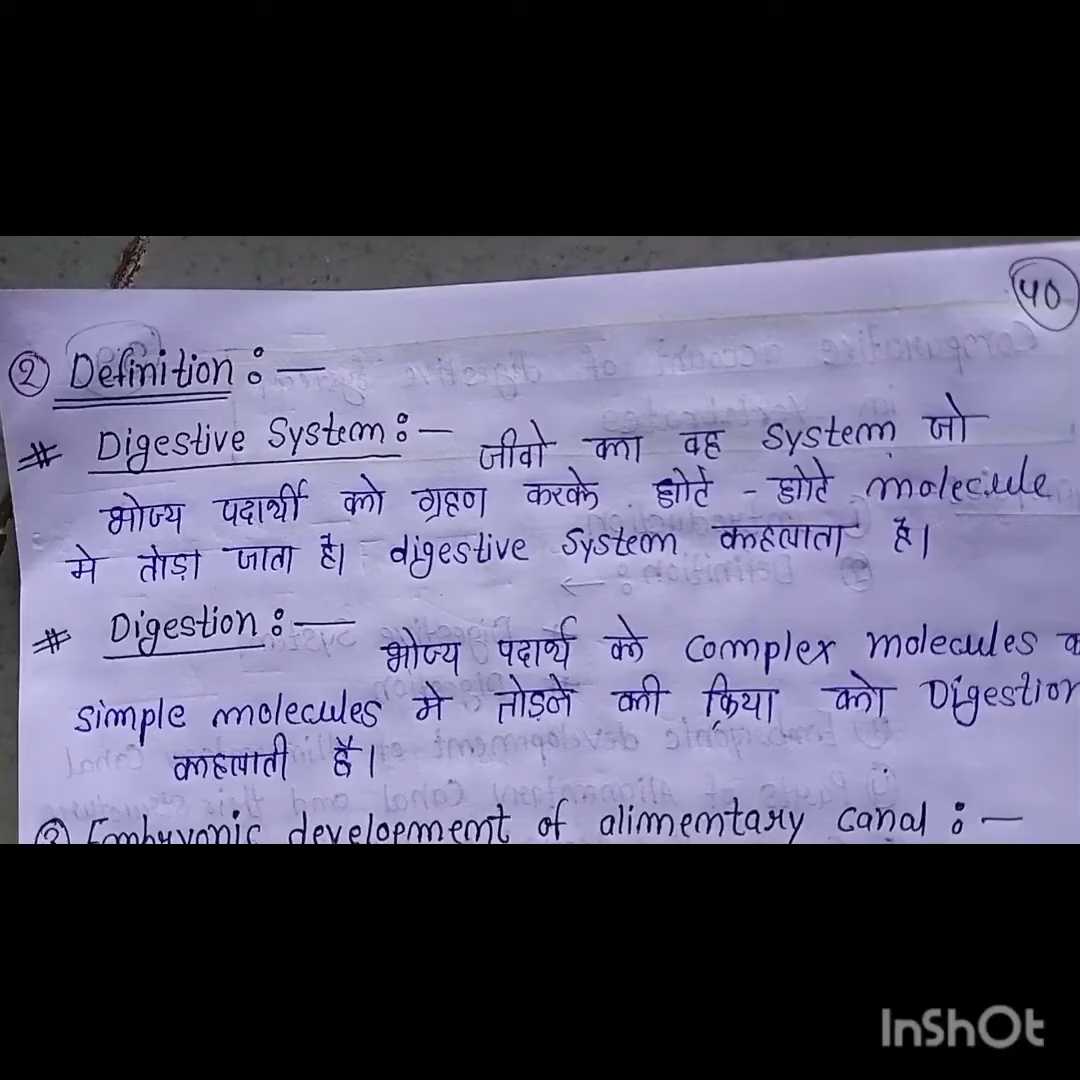 40
② Definition :—
# Digestive System :— जीवो का वह system जो
भोज्य पदार्थो को ग्रहण करके छोटे - छोटे molecule
मे तोड़ा जाता है। digestive system कहलाता है।
# Digestion :— भोज्य पदार्थ के complex molecules
simple molecules मे तोड़ने की क्रिया को Digestion
कहलाती है।
③ Embryonic development of alimentary canal :—
InShOt